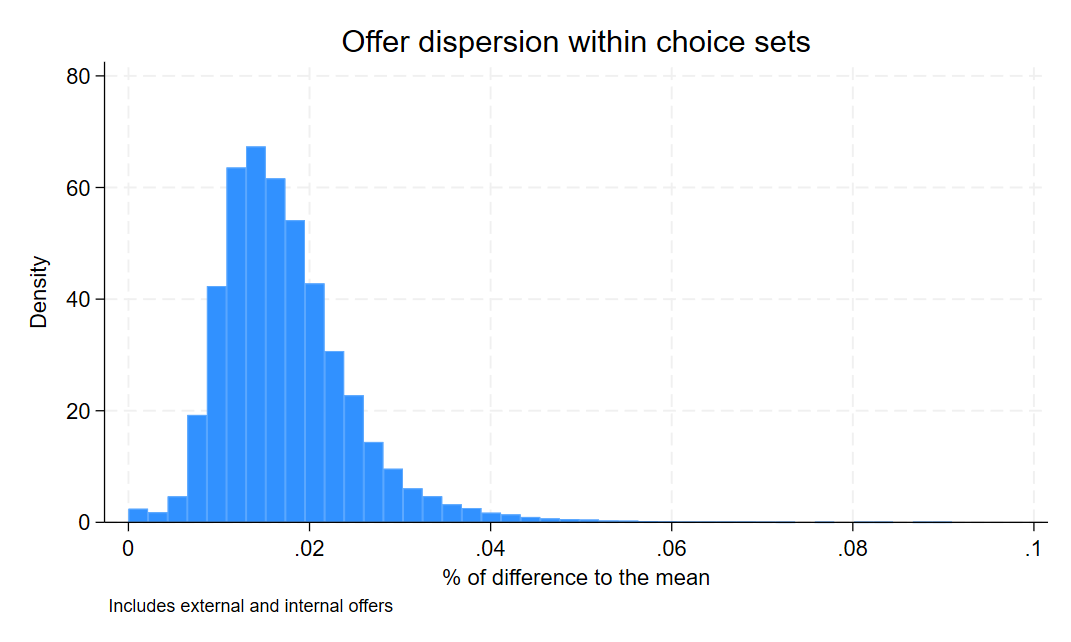 Offer dispersion within choice sets
80
60
40
20
0
Density
0 .02 .04 .06 .08 .1
% of difference to the mean
Includes external and internal offers